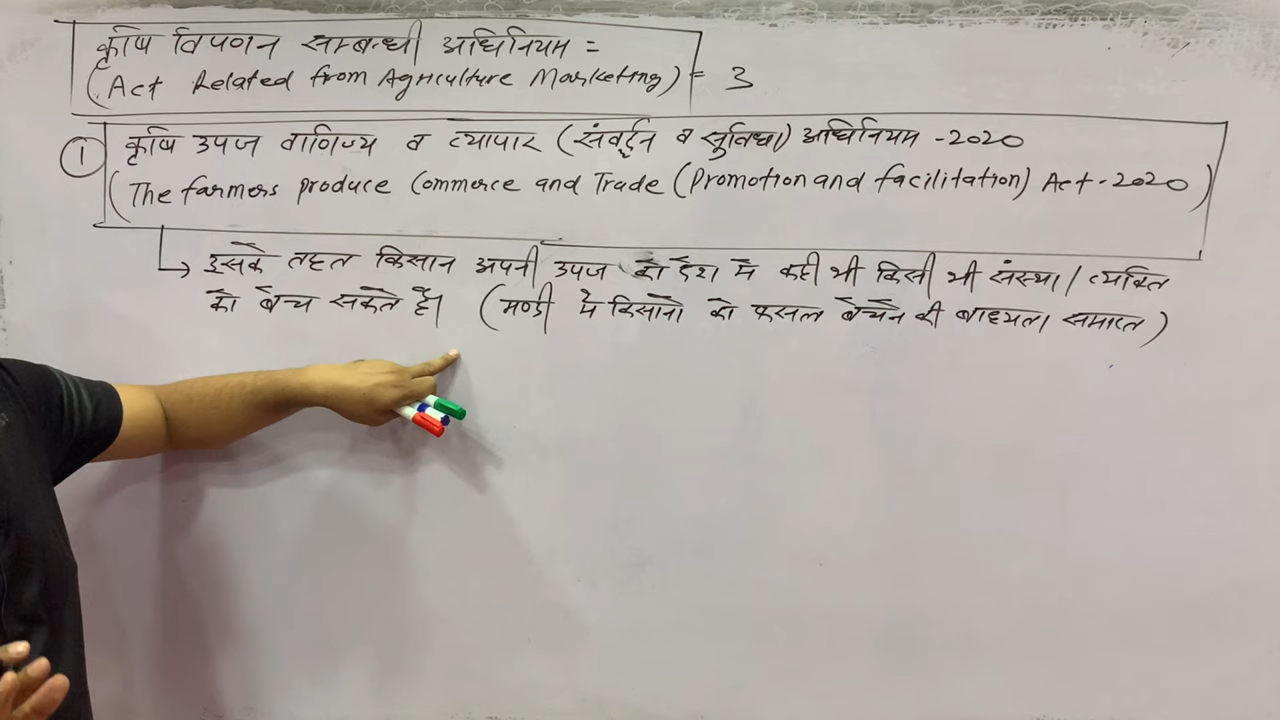 कृषि विपणन सम्बन्धी अधिनियम =
(Act Related from Agriculture Marketing) = 3
① कृषि उपज वाणिज्य व व्यापार (संवर्द्धन व सुविधा) अधिनियम -2020
(The farmers produce Commerce and Trade (Promotion and facilitation) Act-2020)
↳ इसके तहत किसान अपनी उपज को देश मे कही भी किसी भी संस्था / व्यक्ति
को बेच सकते है। (मण्डी मे किसानो को फसल बेचेन की बाध्यता समाप्त)